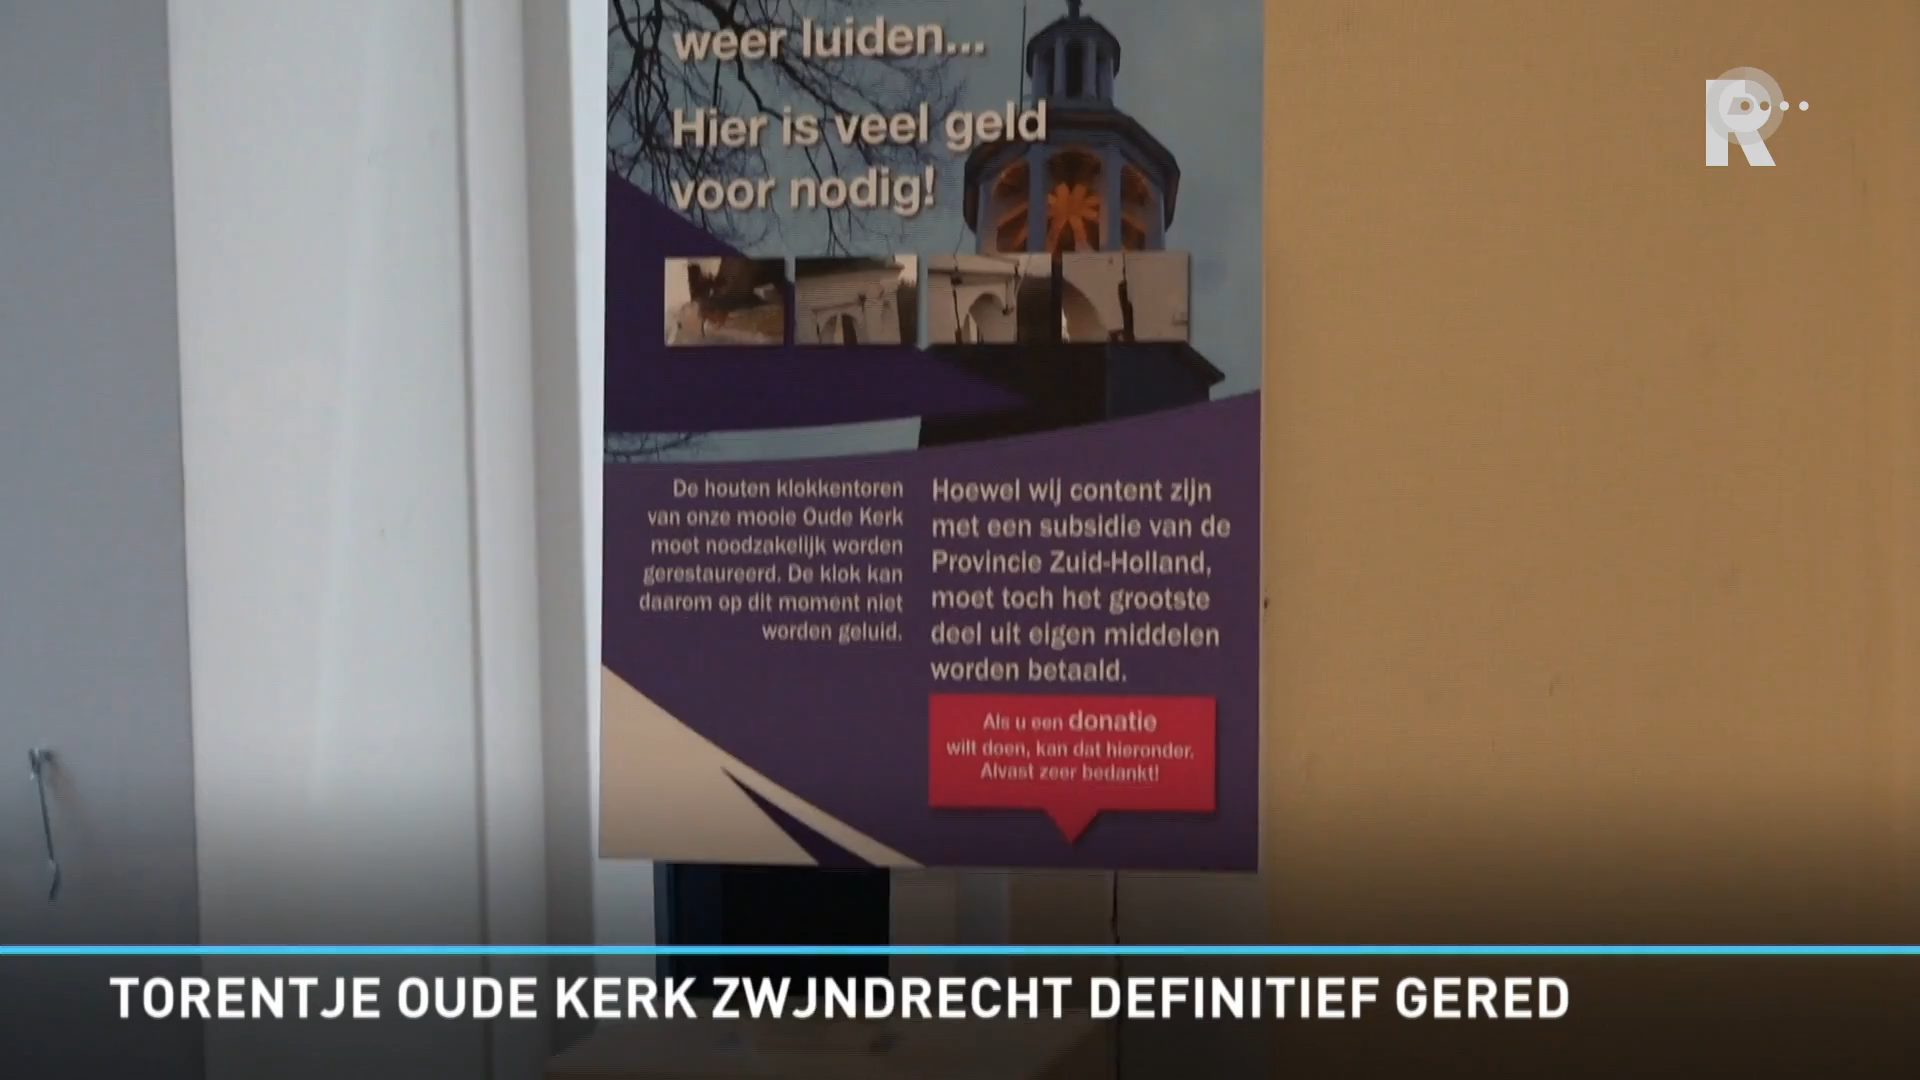 weer luiden...
Hier is veel geld
voor nodig!
De houten klokkentoren
van onze mooie Oude Kerk
moet noodzakelijk worden
gerestaureerd. De klok kan
daarom op dit moment niet
worden geluid.
Hoewel wij content zijn
met een subsidie van de
Provincie Zuid-Holland,
moet toch het grootste
deel uit eigen middelen
worden betaald.
Als u een donatie
wilt doen, kan dat hieronder.
Alvast zeer bedankt!
R
TORENTJE OUDE KERK ZWJNDRECHT DEFINITIEF GERED